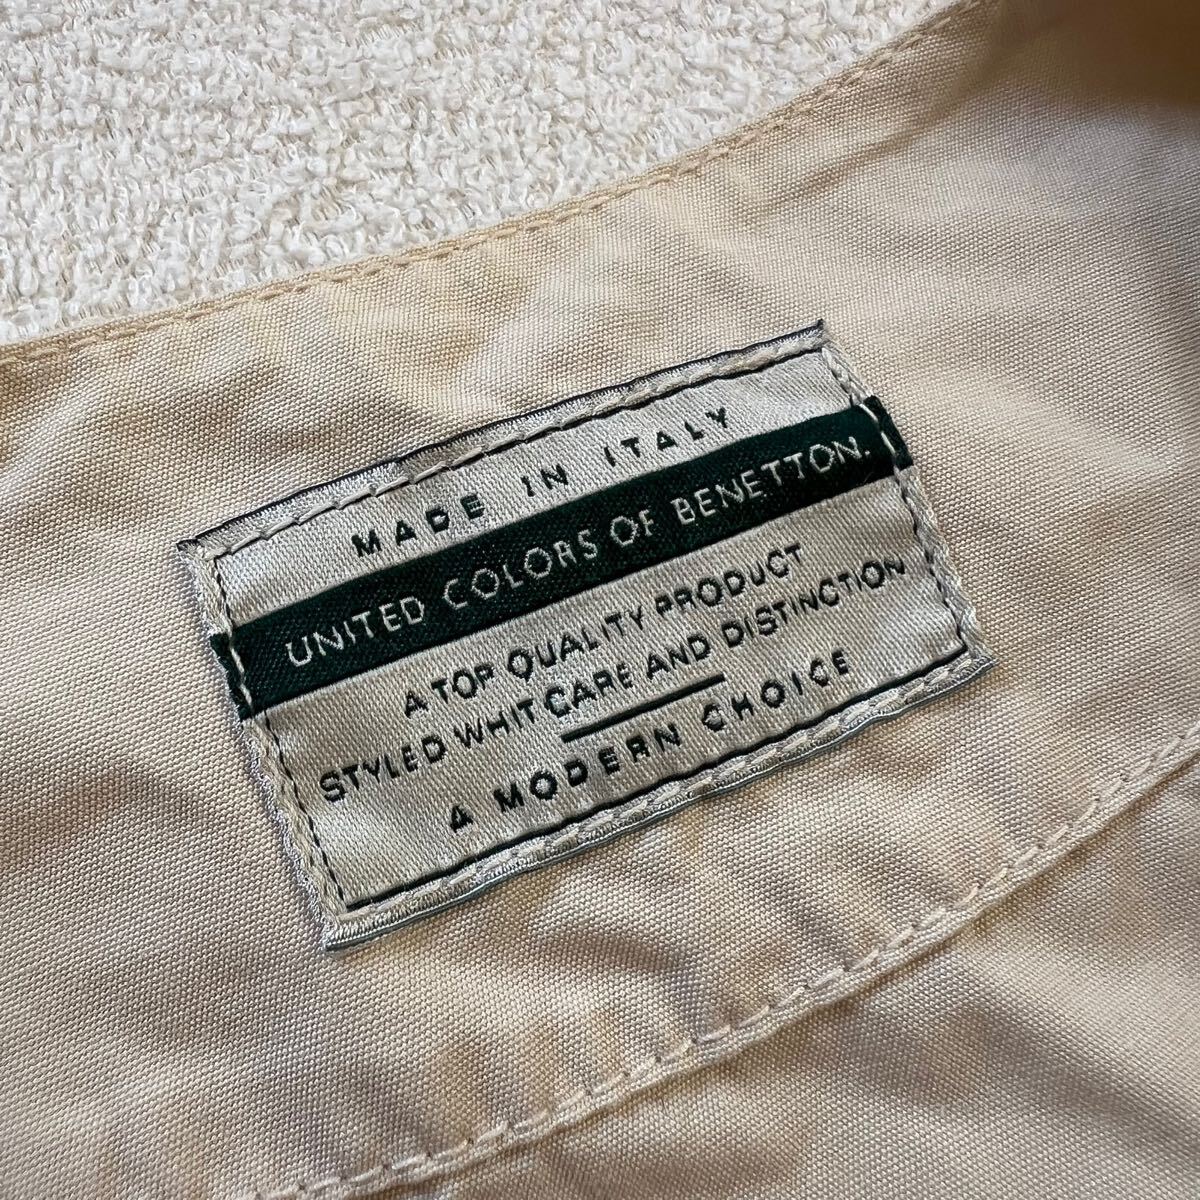 MADE IN ITALY
UNITED COLORS OF BENETTON.
A TOP QUALITY PRODUCT
STYLED WHIT CARE AND DISTINCTION
A MODERN CHOICE